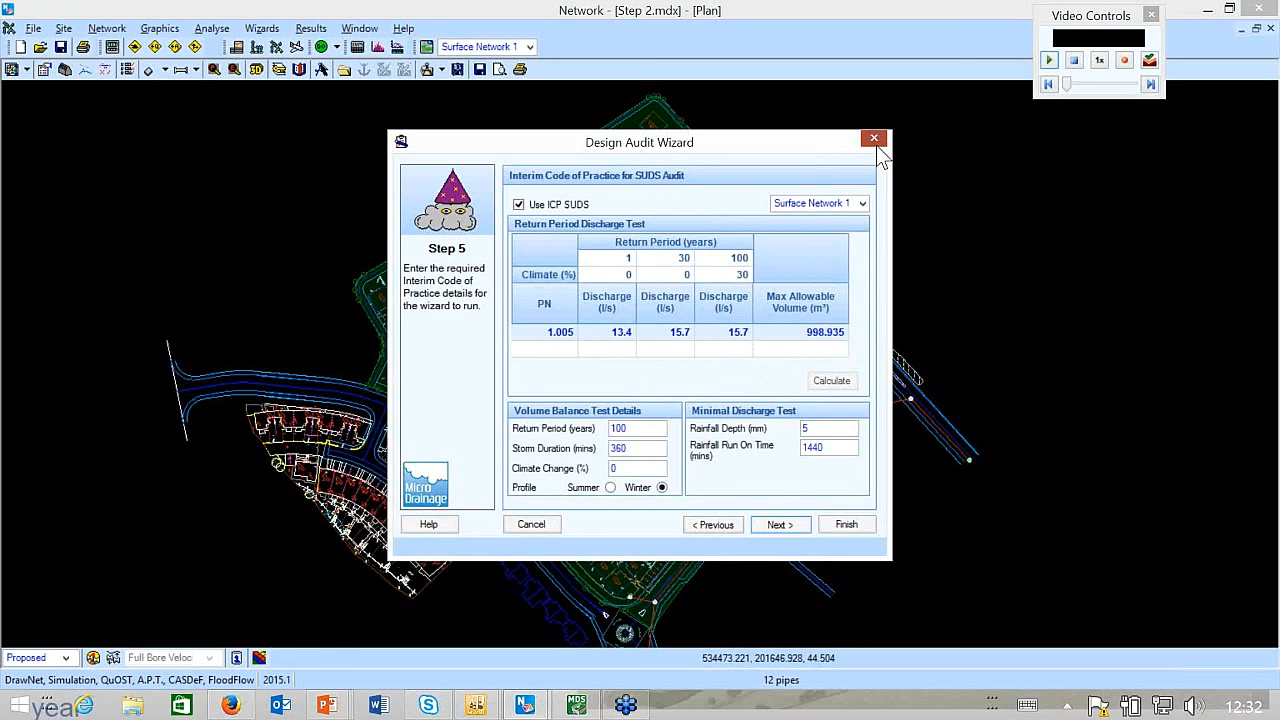 Network - [Step 2.mdx] - [Plan]
File Site Network Graphics Analyse Wizards Results Window Help
Surface Network 1
3D
Video Controls
1x
Design Audit Wizard
Step 5
Enter the required
Interim Code of
Practice details for
the wizard to run.
Micro
Drainage
Interim Code of Practice for SUDS Audit
Use ICP SUDS
Surface Network 1
Return Period Discharge Test
Return Period (years)
1 30 100
Climate (%) 0 0 30
PN Discharge (l/s) Discharge (l/s) Discharge (l/s) Max Allowable Volume (m³)
1.005 13.4 15.7 15.7 998.935
Calculate
Volume Balance Test Details
Return Period (years) 100
Storm Duration (mins) 360
Climate Change (%) 0
Profile Summer Winter
Minimal Discharge Test
Rainfall Depth (mm) 5
Rainfall Run On Time (mins) 1440
Help Cancel < Previous Next > Finish
Proposed Full Bore Veloc 534473.221, 201646.928, 44.504
DrawNet, Simulation, QuOST, A.P.T., CASDeF, FloodFlow 2015.1 12 pipes
year
MDS
12:32